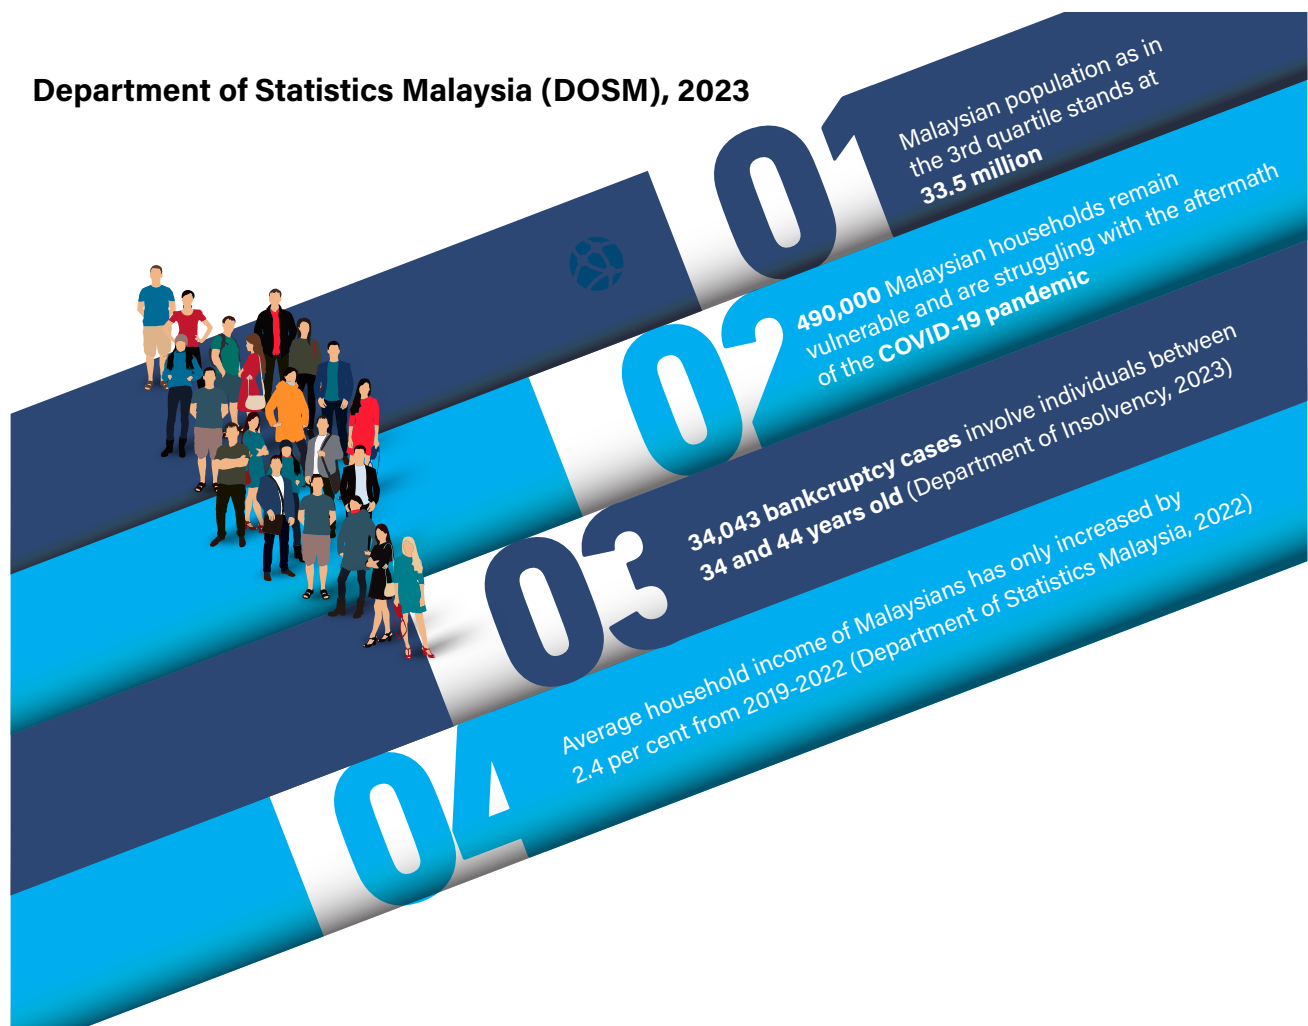 Department of Statistics Malaysia (DOSM), 2023
01
Malaysian population as in
the 3rd quartile stands at
33.5 million
02
490,000 Malaysian households remain
vulnerable and are struggling with the aftermath
of the COVID-19 pandemic
03
34,043 bankcruptcy cases involve individuals between
34 and 44 years old (Department of Insolvency, 2023)
04
Average household income of Malaysians has only increased by
2.4 per cent from 2019-2022 (Department of Statistics Malaysia, 2022)